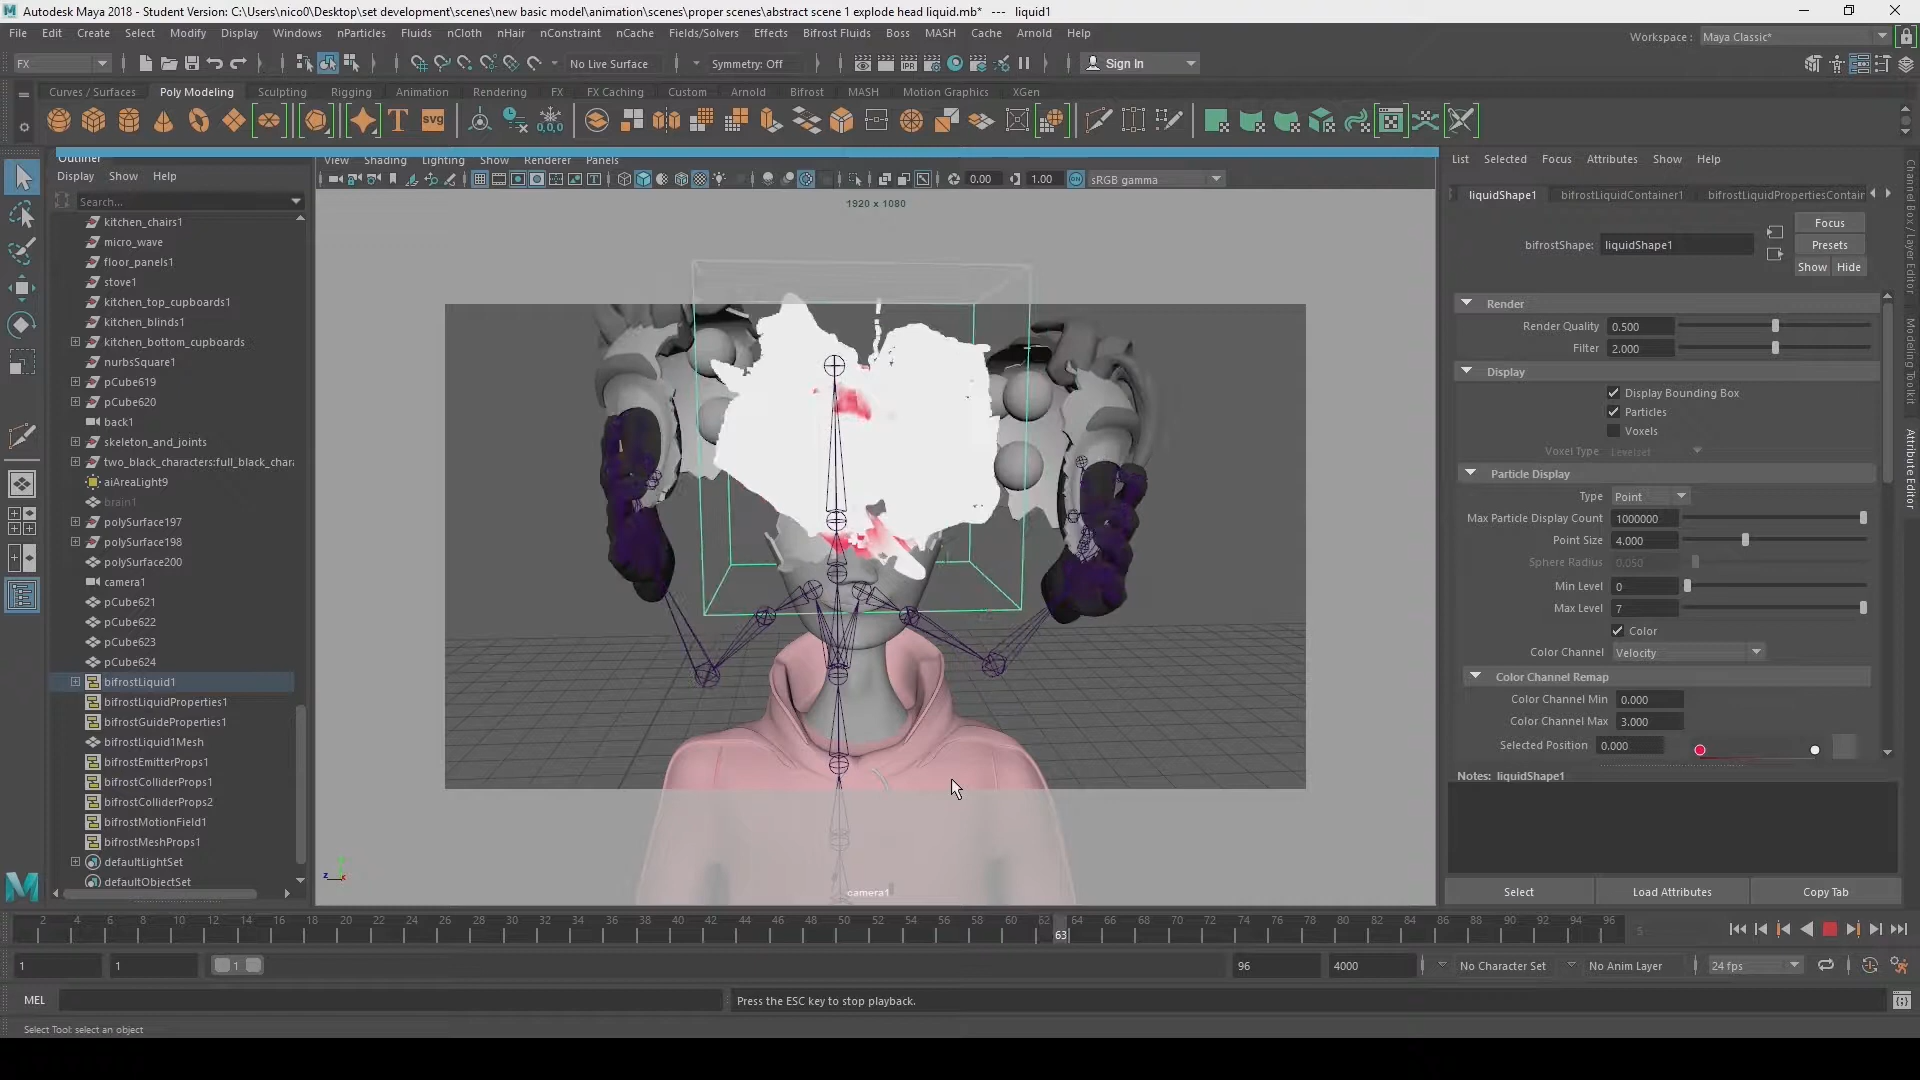 Autodesk Maya 2018 - Student Version: C:\Users\nico0\Desktop\set development\scenes\new basic model\animation\scenes\proper scenes\abstract scene 1 explode head liquid.mb*   ---   liquid1
File Edit Create Select Modify Display Windows nParticles Fluids nCloth nHair nConstraint nCache Fields/Solvers Effects Bifrost Fluids Boss MASH Cache Arnold Help
Workspace : Maya Classic*
FX No Live Surface Symmetry: Off Sign In
Curves / Surfaces Poly Modeling Sculpting Rigging Animation Rendering FX FX Caching Custom Arnold Bifrost MASH Motion Graphics XGen
T svg 0,0,0
Outliner
Display Show Help
Search...
kitchen_chairs1
micro_wave
floor_panels1
stove1
kitchen_top_cupboards1
kitchen_blinds1
kitchen_bottom_cupboards
nurbsSquare1
pCube619
pCube620
back1
skeleton_and_joints
two_black_characters:full_black_chara
aiAreaLight9
brain1
polySurface197
polySurface198
polySurface200
camera1
pCube621
pCube622
pCube623
pCube624
bifrostLiquid1
bifrostLiquidProperties1
bifrostGuideProperties1
bifrostLiquid1Mesh
bifrostEmitterProps1
bifrostColliderProps1
bifrostColliderProps2
bifrostMotionField1
bifrostMeshProps1
defaultLightSet
defaultObjectSet
View Shading Lighting Show Renderer Panels
0.00 1.00 sRGB gamma
1920 x 1080
camera1
List Selected Focus Attributes Show Help
liquidShape1 bifrostLiquidContainer1 bifrostLiquidPropertiesContair
bifrostShape: liquidShape1
Focus
Presets
Show Hide
Render
Render Quality 0.500
Filter 2.000
Display
Display Bounding Box
Particles
Voxels
Voxel Type Levelset
Particle Display
Type Point
Max Particle Display Count 1000000
Point Size 4.000
Sphere Radius 0.050
Min Level 0
Max Level 7
Color
Color Channel Velocity
Color Channel Remap
Color Channel Min 0.000
Color Channel Max 3.000
Selected Position 0.000
Notes: liquidShape1
Select Load Attributes Copy Tab
Channel Box / Layer Editor
Modeling Toolkit
Attribute Editor
2 4 6 8 10 12 14 16 18 20 22 24 26 28 30 32 34 36 38 40 42 44 46 48 50 52 54 56 58 60 62 64 66 68 70 72 74 76 78 80 82 84 86 88 90 92 94 96
63
5
1 1 1 96 4000 No Character Set No Anim Layer 24 fps
MEL Press the ESC key to stop playback.
Select Tool: select an object